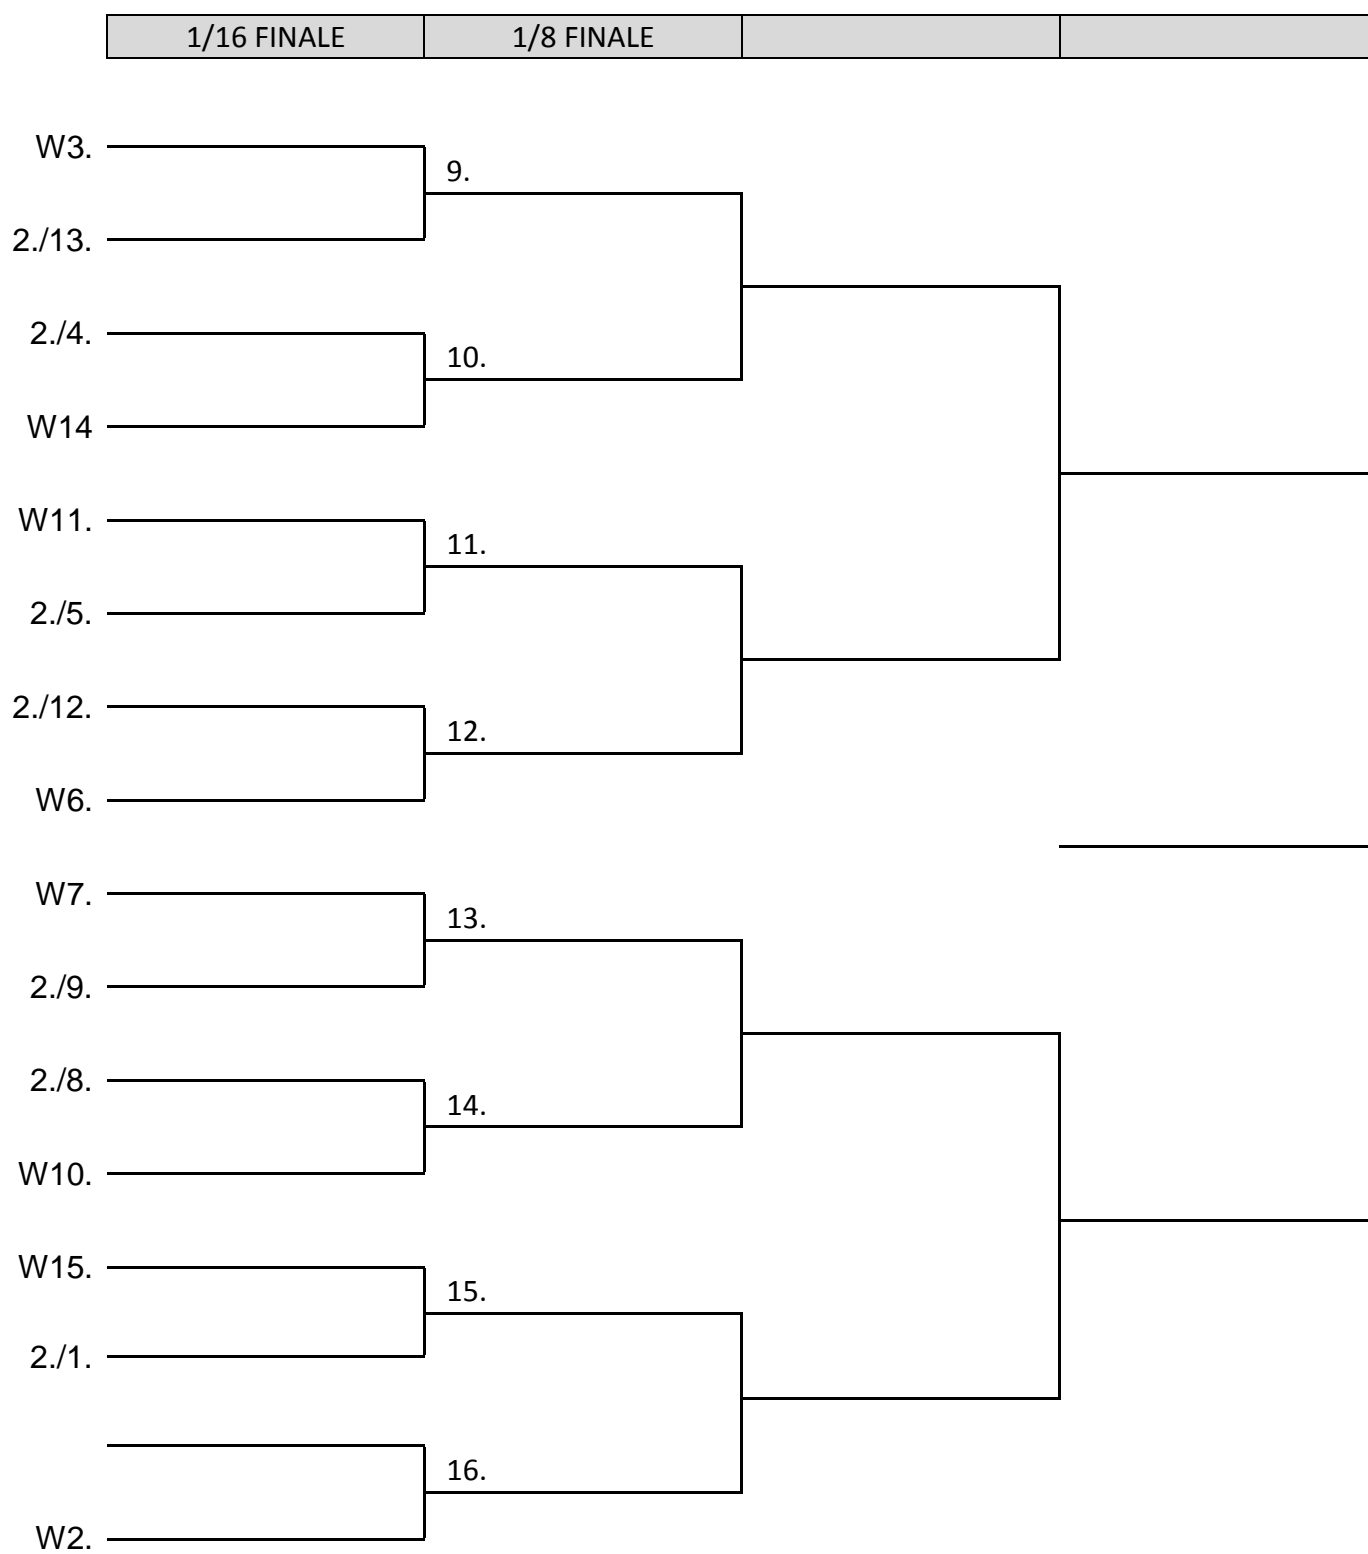 1/16 FINALE 1/8 FINALE
W3.
9.
2./13.
2./4.
10.
W14
W11.
11.
2./5.
2./12.
12.
W6.
W7.
13.
2./9.
2./8.
14.
W10.
W15.
15.
2./1.
16.
W2.